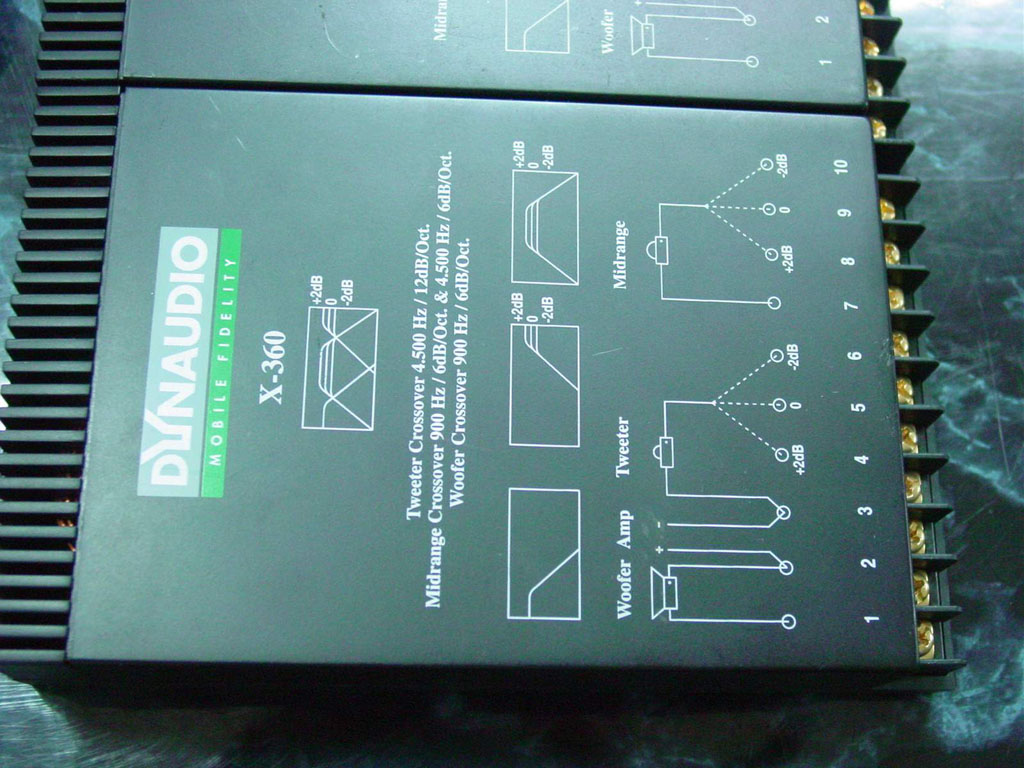 DYNAUDIO
MOBILE FIDELITY
X-360
+2dB
0
-2dB
Tweeter Crossover 4.500 Hz / 12dB/Oct.
Midrange Crossover 900 Hz / 6dB/Oct. & 4.500 Hz / 6dB/Oct.
Woofer Crossover 900 Hz / 6dB/Oct.
+2dB
0
-2dB
+2dB
0
-2dB
Woofer Amp Tweeter Midrange
+ -
+2dB 0 -2dB +2dB 0 -2dB
1 2 3 4 5 6 7 8 9 10
Woofer
+
1 2